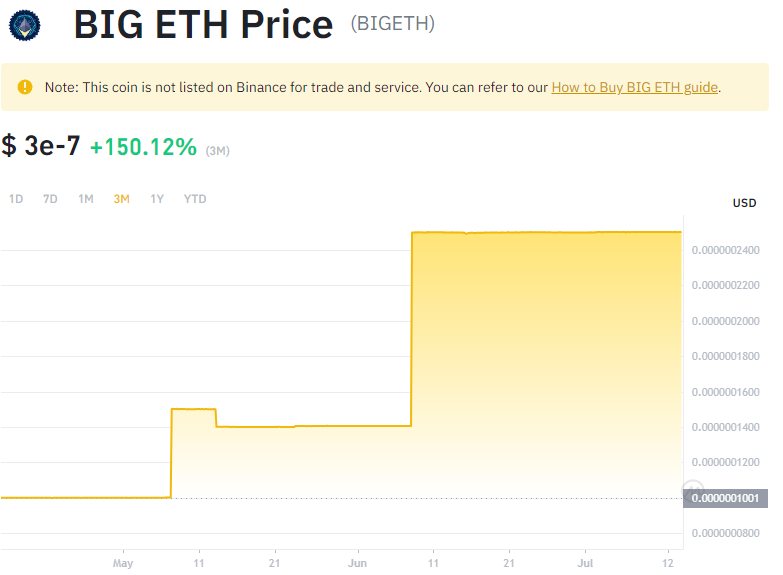 BIG ETH Price (BIGETH)
Note: This coin is not listed on Binance for trade and service. You can refer to our How to Buy BIG ETH guide.
$ 3e-7 +150.12% (3M)
1D 7D 1M 3M 1Y YTD
USD
0.0000002400
0.0000002200
0.0000002000
0.0000001800
0.0000001600
0.0000001400
0.0000001200
0.0000001001
0.0000000800
May 11 21 Jun 11 21 Jul 12